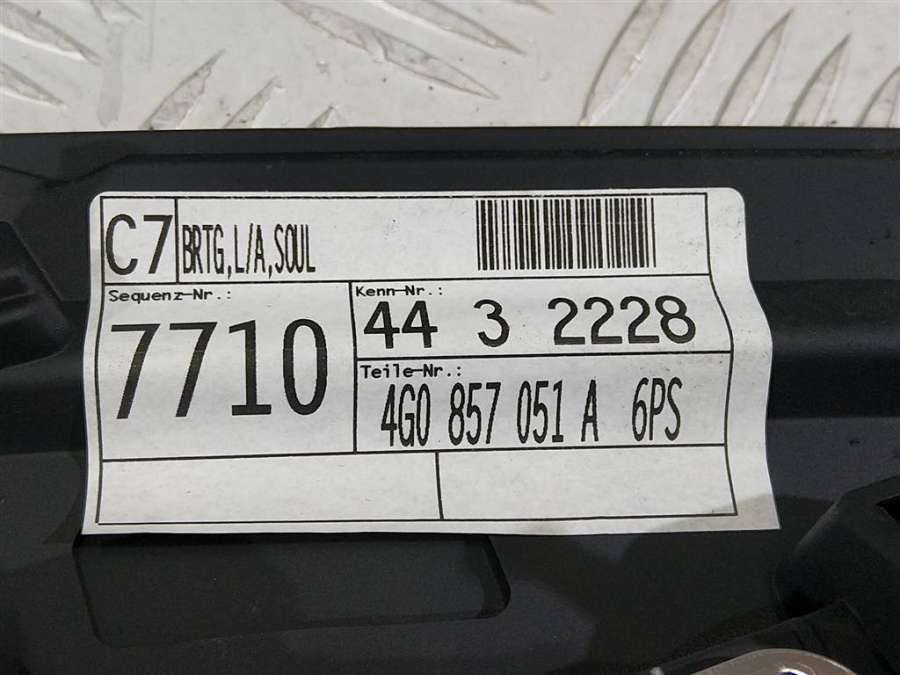 C7 BRTG,L/A,SOUL
Sequenz-Nr.:
7710
Kenn-Nr.:
44 3 2228
Teile-Nr.:
4G0 857 051 A 6PS